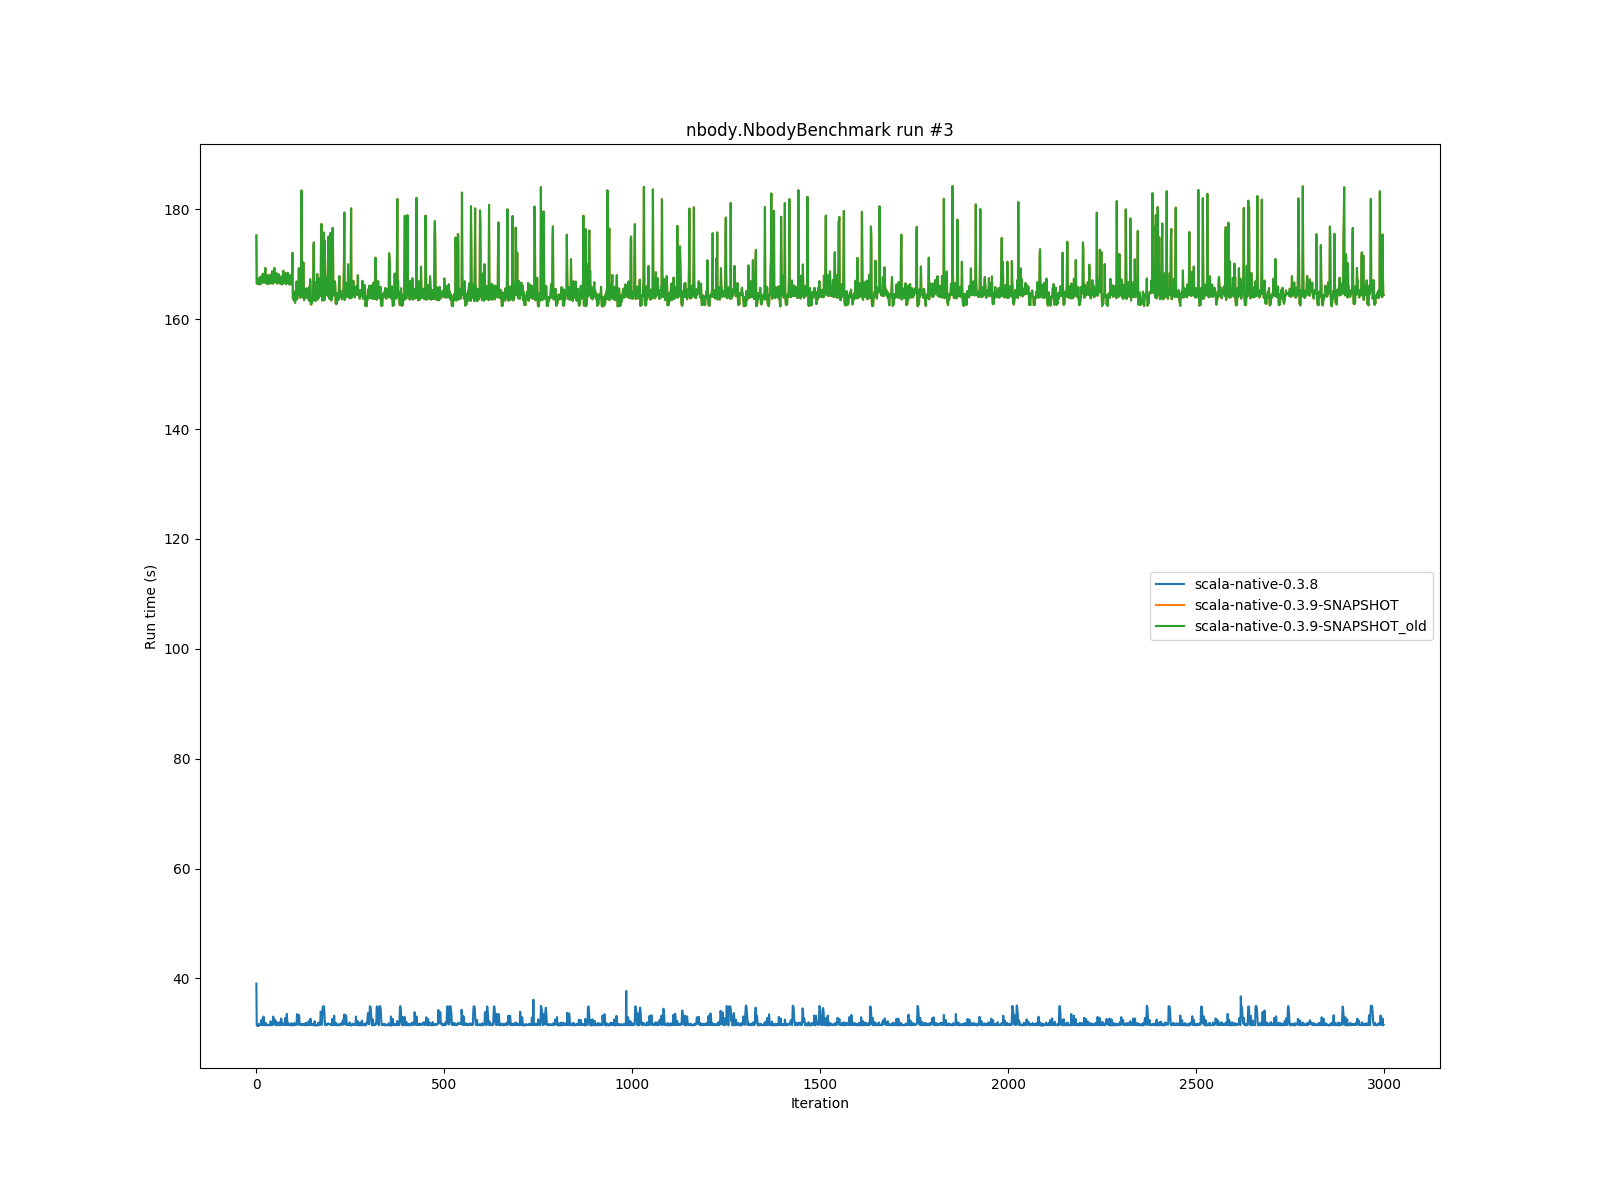 nbody.NbodyBenchmark run #3
180
160
140
120
100
80
60
40
Run time (s)
scala-native-0.3.8
scala-native-0.3.9-SNAPSHOT
scala-native-0.3.9-SNAPSHOT_old
0 500 1000 1500 2000 2500 3000
Iteration